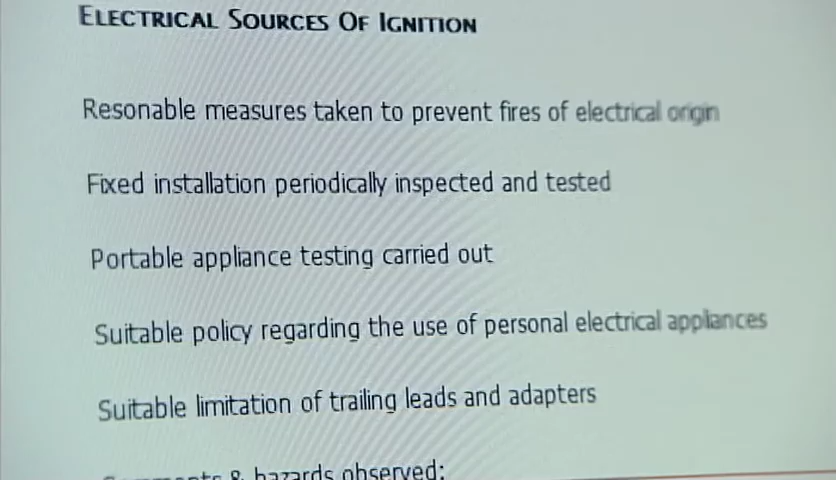 ELECTRICAL SOURCES OF IGNITION
Resonable measures taken to prevent fires of electrical origin
Fixed installation periodically inspected and tested
Portable appliance testing carried out
Suitable policy regarding the use of personal electrical appliances
Suitable limitation of trailing leads and adapters
Comments & hazards observed: